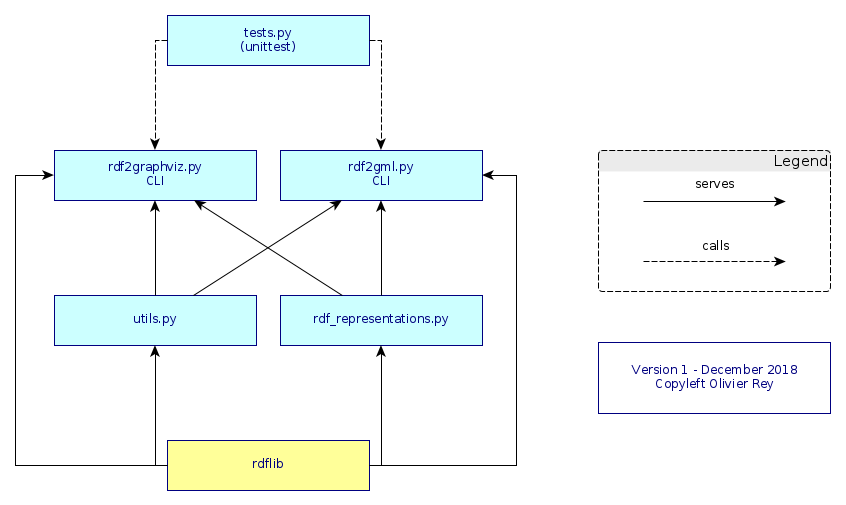 tests.py
(unittest)
rdf2graphviz.py
CLI
rdf2gml.py
CLI
Legend
serves
calls
utils.py
rdf_representations.py
Version 1 - December 2018
Copyleft Olivier Rey
rdflib